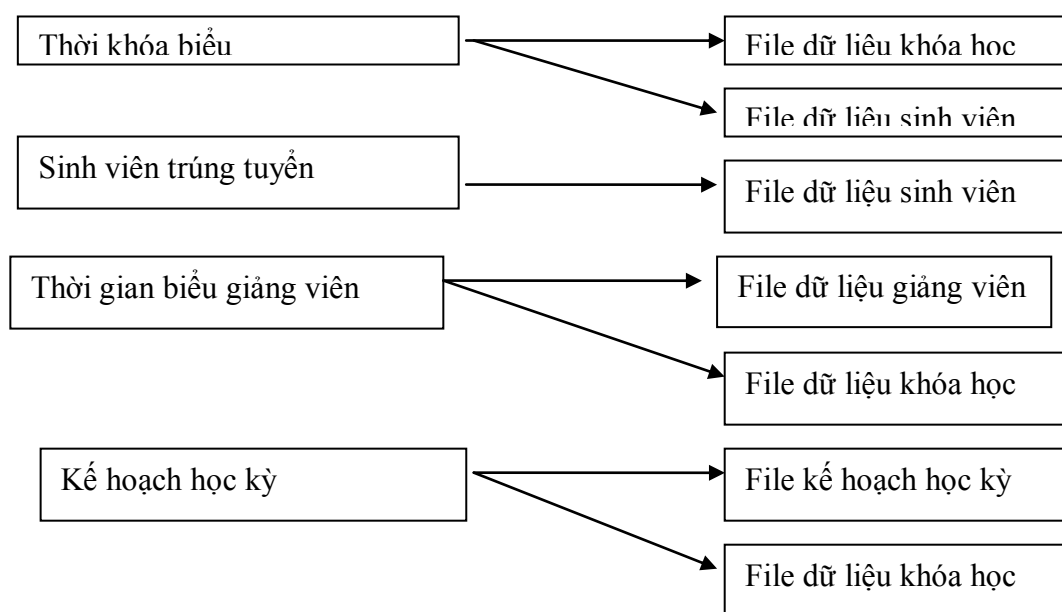 Thời khóa biểu
File dữ liệu khóa học
File dữ liệu sinh viên
Sinh viên trúng tuyển
File dữ liệu sinh viên
Thời gian biểu giảng viên
File dữ liệu giảng viên
File dữ liệu khóa học
Kế hoạch học kỳ
File kế hoạch học kỳ
File dữ liệu khóa học